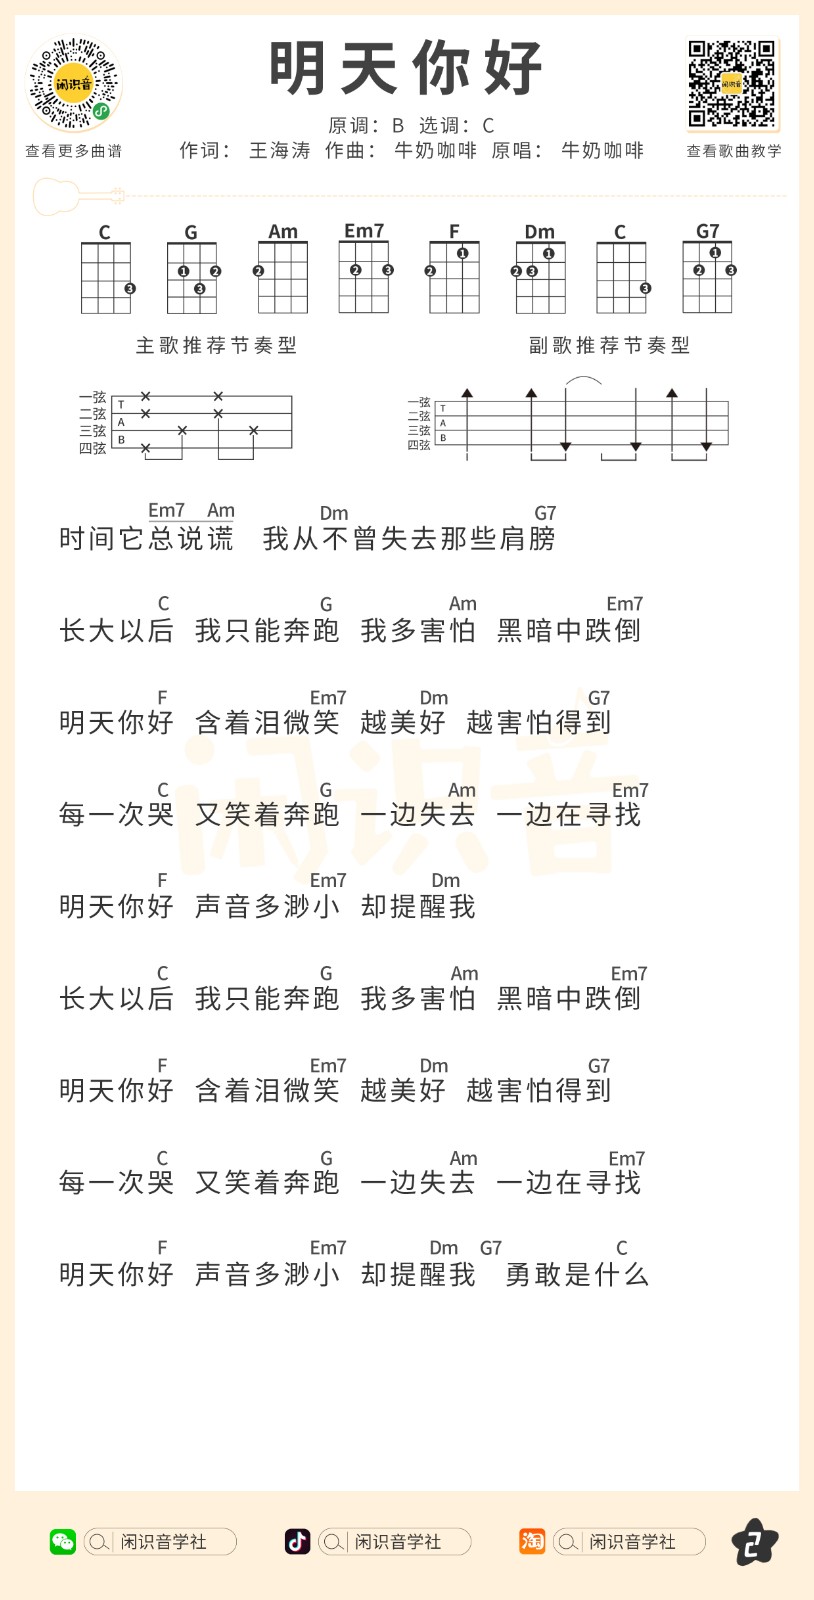 明天你好
原调：B 选调：C
作词： 王海涛 作曲： 牛奶咖啡 原唱： 牛奶咖啡
闲识音
查看更多曲谱
闲识音
查看歌曲教学
C G Am Em7 F Dm C G7
3
1 2 3
2
2 3
1 2
1 2 3
3
1 2 3
主歌推荐节奏型 副歌推荐节奏型
一弦
二弦
三弦
四弦
T
A
B
一弦
二弦
三弦
四弦
T
A
B
Em7 Am Dm G7
时间它总说谎 我从不曾失去那些肩膀
C G Am Em7
长大以后 我只能奔跑 我多害怕 黑暗中跌倒
F Em7 Dm G7
明天你好 含着泪微笑 越美好 越害怕得到
C G Am Em7
每一次哭 又笑着奔跑 一边失去 一边在寻找
F Em7 Dm
明天你好 声音多渺小 却提醒我
C G Am Em7
长大以后 我只能奔跑 我多害怕 黑暗中跌倒
F Em7 Dm G7
明天你好 含着泪微笑 越美好 越害怕得到
C G Am Em7
每一次哭 又笑着奔跑 一边失去 一边在寻找
F Em7 Dm G7 C
明天你好 声音多渺小 却提醒我 勇敢是什么
闲识音
闲识音学社 闲识音学社 淘 闲识音学社 2